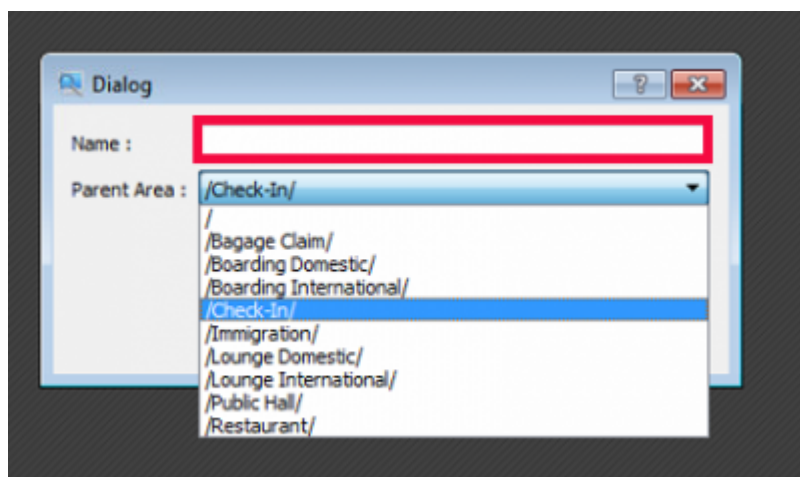 Dialog
Name :
Parent Area : /Check-In/
/
/Bagage Claim/
/Boarding Domestic/
/Boarding International/
/Check-In/
/Immigration/
/Lounge Domestic/
/Lounge International/
/Public Hall/
/Restaurant/